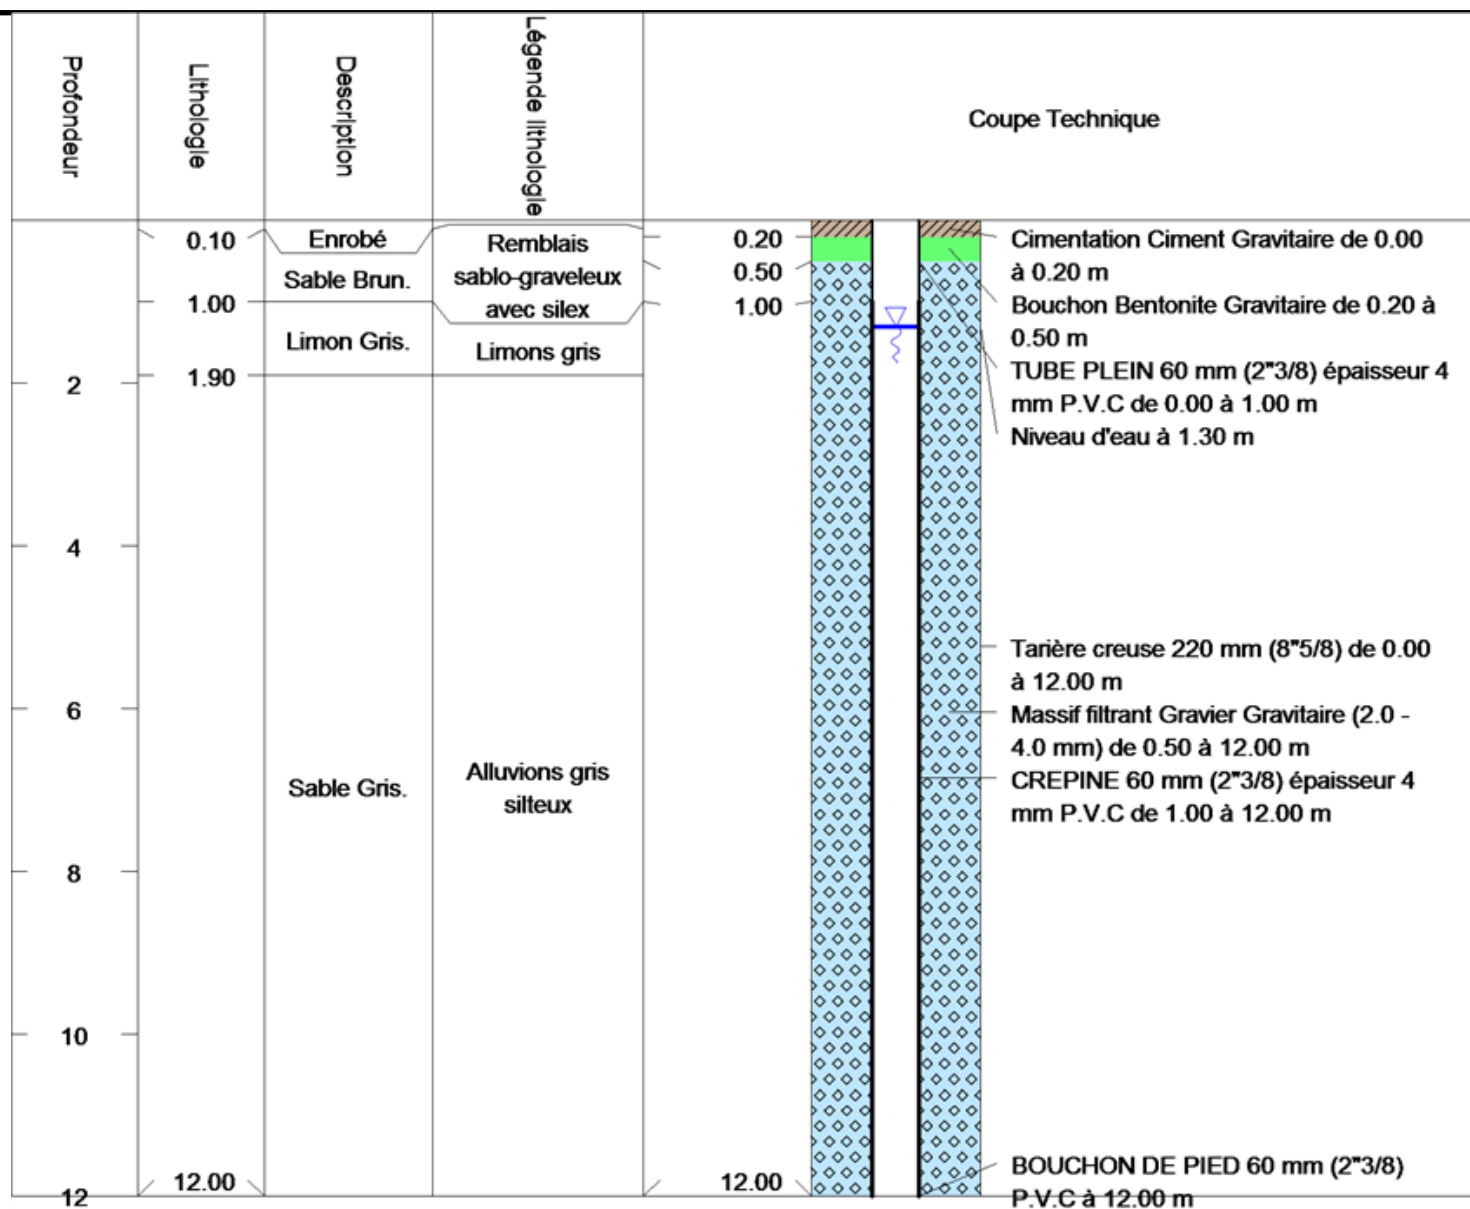 Profondeur
Lithologie
Description
Légende lithologie
Coupe Technique
0.10
Enrobé
Remblais
sablo-graveleux
avec silex
Sable Brun.
1.00
Limon Gris.
Limons gris
1.90
2
4
6
8
10
12
Sable Gris.
Alluvions gris
silteux
12.00
0.20
0.50
1.00
12.00
Cimentation Ciment Gravitaire de 0.00
à 0.20 m
Bouchon Bentonite Gravitaire de 0.20 à
0.50 m
TUBE PLEIN 60 mm (2"3/8) épaisseur 4
mm P.V.C de 0.00 à 1.00 m
Niveau d'eau à 1.30 m
Tarière creuse 220 mm (8"5/8) de 0.00
à 12.00 m
Massif filtrant Gravier Gravitaire (2.0 -
4.0 mm) de 0.50 à 12.00 m
CREPINE 60 mm (2"3/8) épaisseur 4
mm P.V.C de 1.00 à 12.00 m
BOUCHON DE PIED 60 mm (2"3/8)
P.V.C à 12.00 m